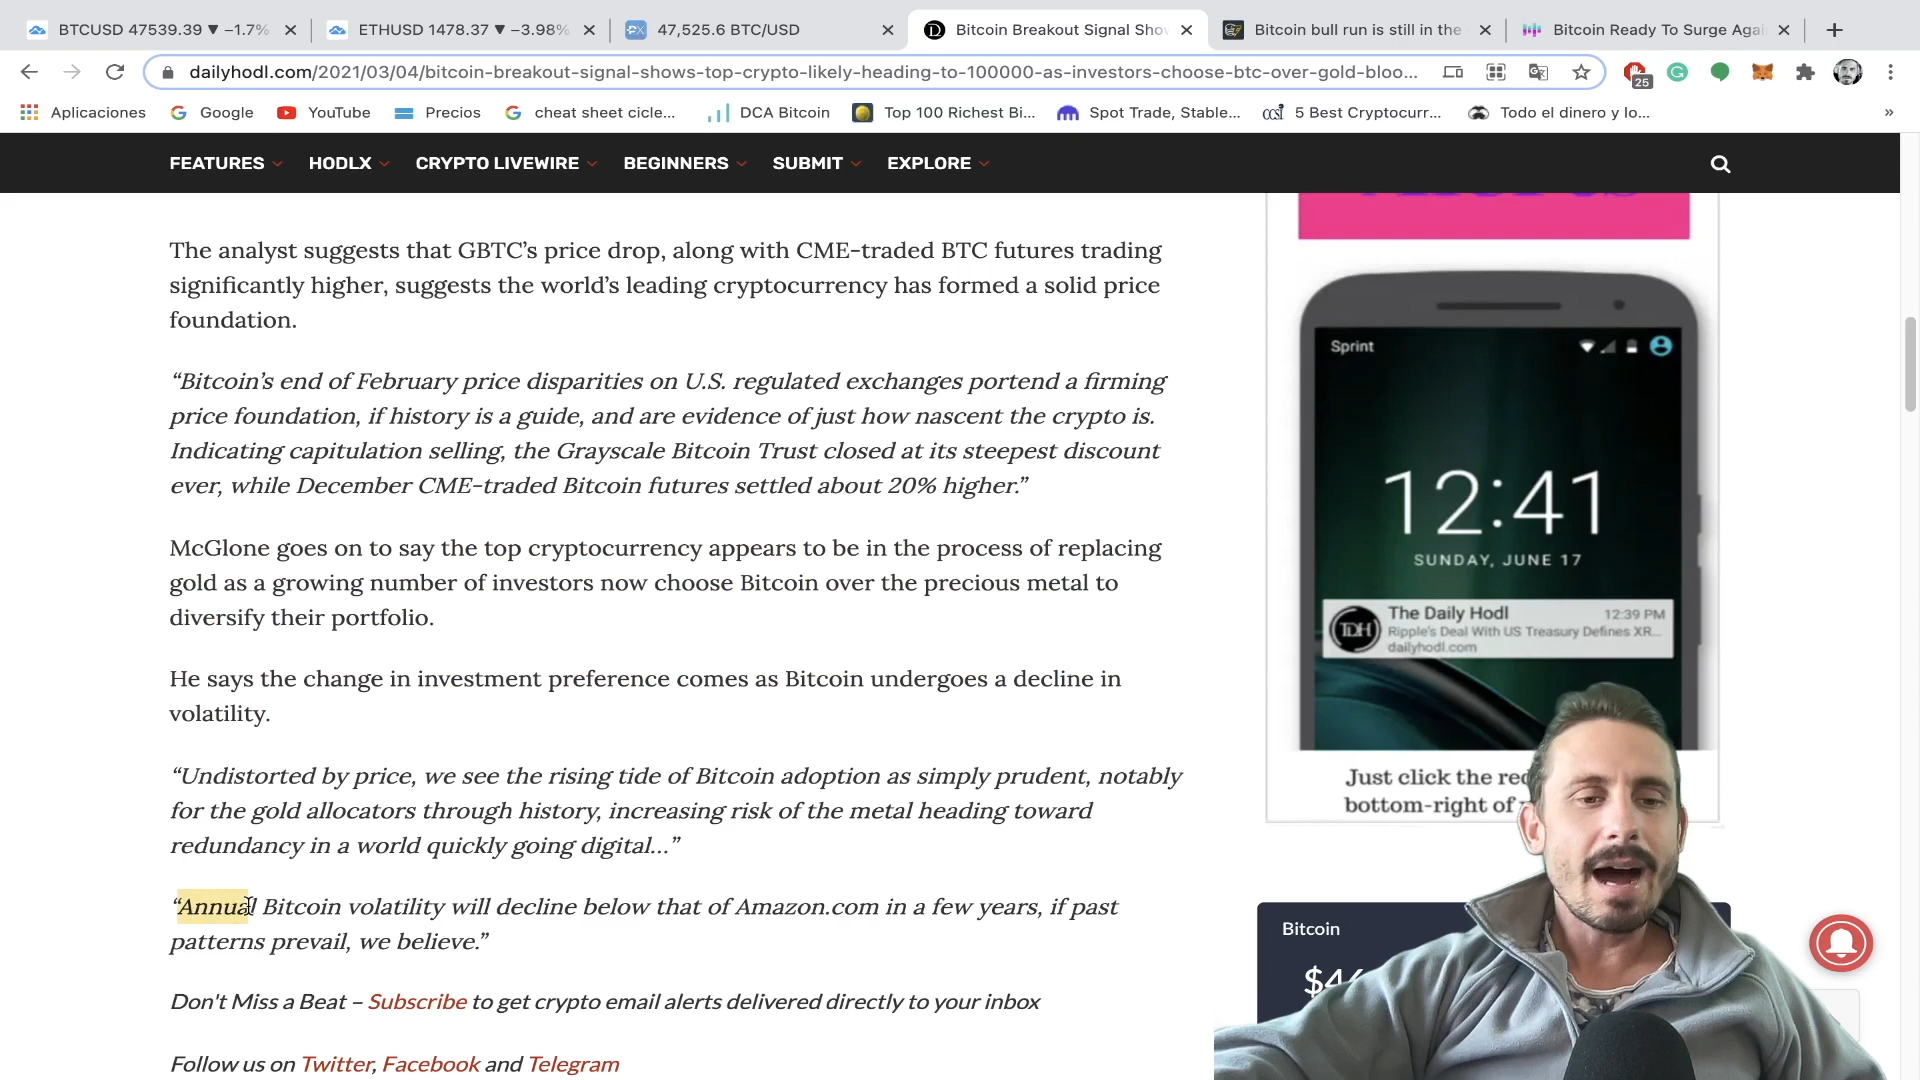 BTCUSD 47539.39 ▼ −1.7%
ETHUSD 1478.37 ▼ −3.98%
47,525.6 BTC/USD
Bitcoin Breakout Signal Sho
Bitcoin bull run is still in the
Bitcoin Ready To Surge Aga
dailyhodl.com/2021/03/04/bitcoin-breakout-signal-shows-top-crypto-likely-heading-to-100000-as-investors-choose-btc-over-gold-bloo...
25
Aplicaciones
Google
YouTube
Precios
cheat sheet cicle...
DCA Bitcoin
Top 100 Richest Bi...
Spot Trade, Stable...
5 Best Cryptocurr...
Todo el dinero y lo...
»
FEATURES
HODLX
CRYPTO LIVEWIRE
BEGINNERS
SUBMIT
EXPLORE
The analyst suggests that GBTC’s price drop, along with CME-traded BTC futures trading
significantly higher, suggests the world’s leading cryptocurrency has formed a solid price
foundation.
“Bitcoin’s end of February price disparities on U.S. regulated exchanges portend a firming
price foundation, if history is a guide, and are evidence of just how nascent the crypto is.
Indicating capitulation selling, the Grayscale Bitcoin Trust closed at its steepest discount
ever, while December CME-traded Bitcoin futures settled about 20% higher.”
McGlone goes on to say the top cryptocurrency appears to be in the process of replacing
gold as a growing number of investors now choose Bitcoin over the precious metal to
diversify their portfolio.
He says the change in investment preference comes as Bitcoin undergoes a decline in
volatility.
“Undistorted by price, we see the rising tide of Bitcoin adoption as simply prudent, notably
for the gold allocators through history, increasing risk of the metal heading toward
redundancy in a world quickly going digital…”
“Annual Bitcoin volatility will decline below that of Amazon.com in a few years, if past
patterns prevail, we believe.”
Don't Miss a Beat – Subscribe to get crypto email alerts delivered directly to your inbox
Follow us on Twitter, Facebook and Telegram
Sprint
12:41
SUNDAY, JUNE 17
TDH
The Daily Hodl
12:39 PM
Ripple's Deal With US Treasury Defines XR...
dailyhodl.com
Just click the re
bottom-right of
Bitcoin